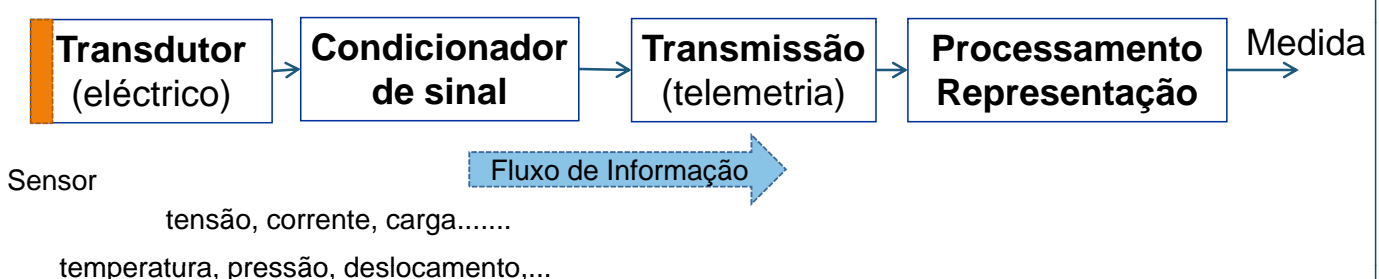 Transdutor
(eléctrico)
Condicionador
de sinal
Transmissão
(telemetria)
Processamento
Representação
Medida
Fluxo de Informação
Sensor
tensão, corrente, carga.......
temperatura, pressão, deslocamento,...